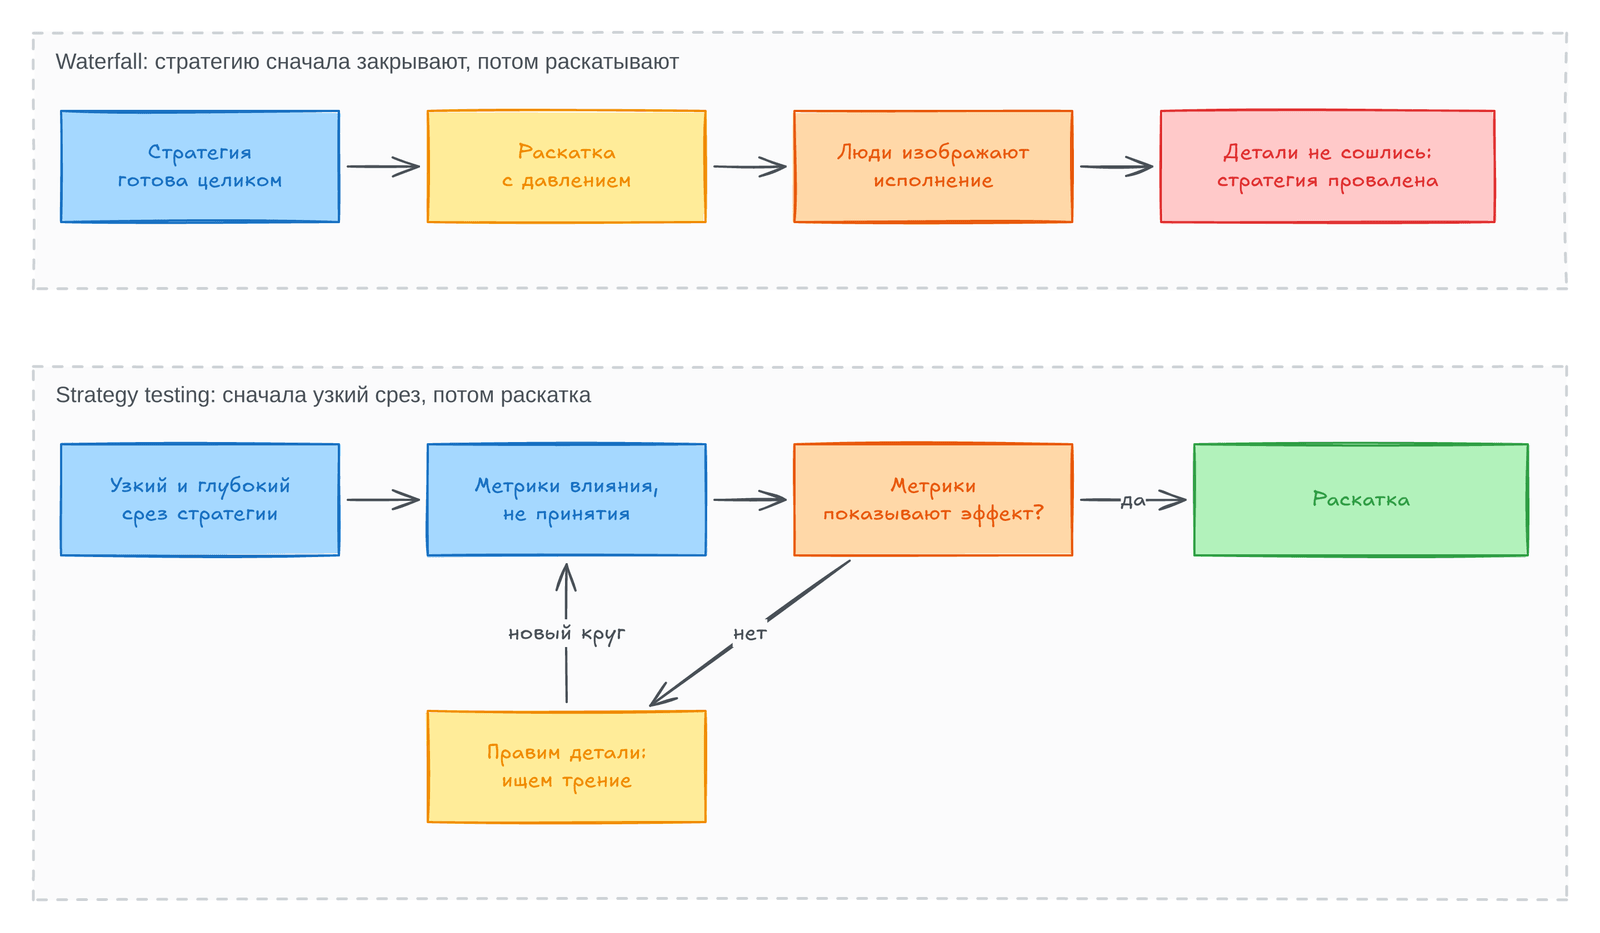 Waterfall: стратегию сначала закрывают, потом раскатывают
Стратегия
готова целиком
Раскатка
с давлением
Люди изображают
исполнение
Детали не сошлись:
стратегия провалена
Strategy testing: сначала узкий срез, потом раскатка
Узкий и глубокий
срез стратегии
Метрики влияния,
не принятия
Метрики
показывают эффект?
да
Раскатка
новый круг
нет
Правим детали:
ищем трение